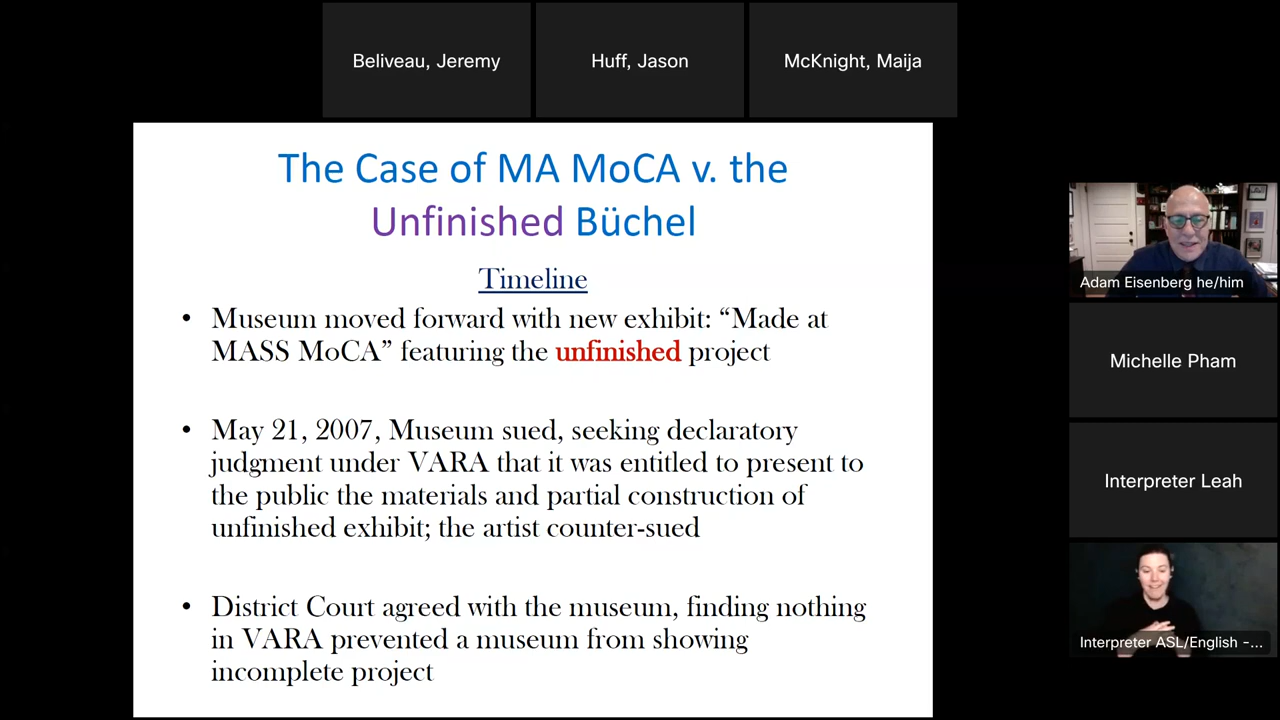 Beliveau, Jeremy
Huff, Jason
McKnight, Maija
The Case of MA MoCA v. the
Unfinished Büchel
Timeline
• Museum moved forward with new exhibit: “Made at
MASS MoCA” featuring the unfinished project
• May 21, 2007, Museum sued, seeking declaratory
judgment under VARA that it was entitled to present to
the public the materials and partial construction of
unfinished exhibit; the artist counter-sued
• District Court agreed with the museum, finding nothing
in VARA prevented a museum from showing
incomplete project
Adam Eisenberg he/him
Michelle Pham
Interpreter Leah
Interpreter ASL/English -...